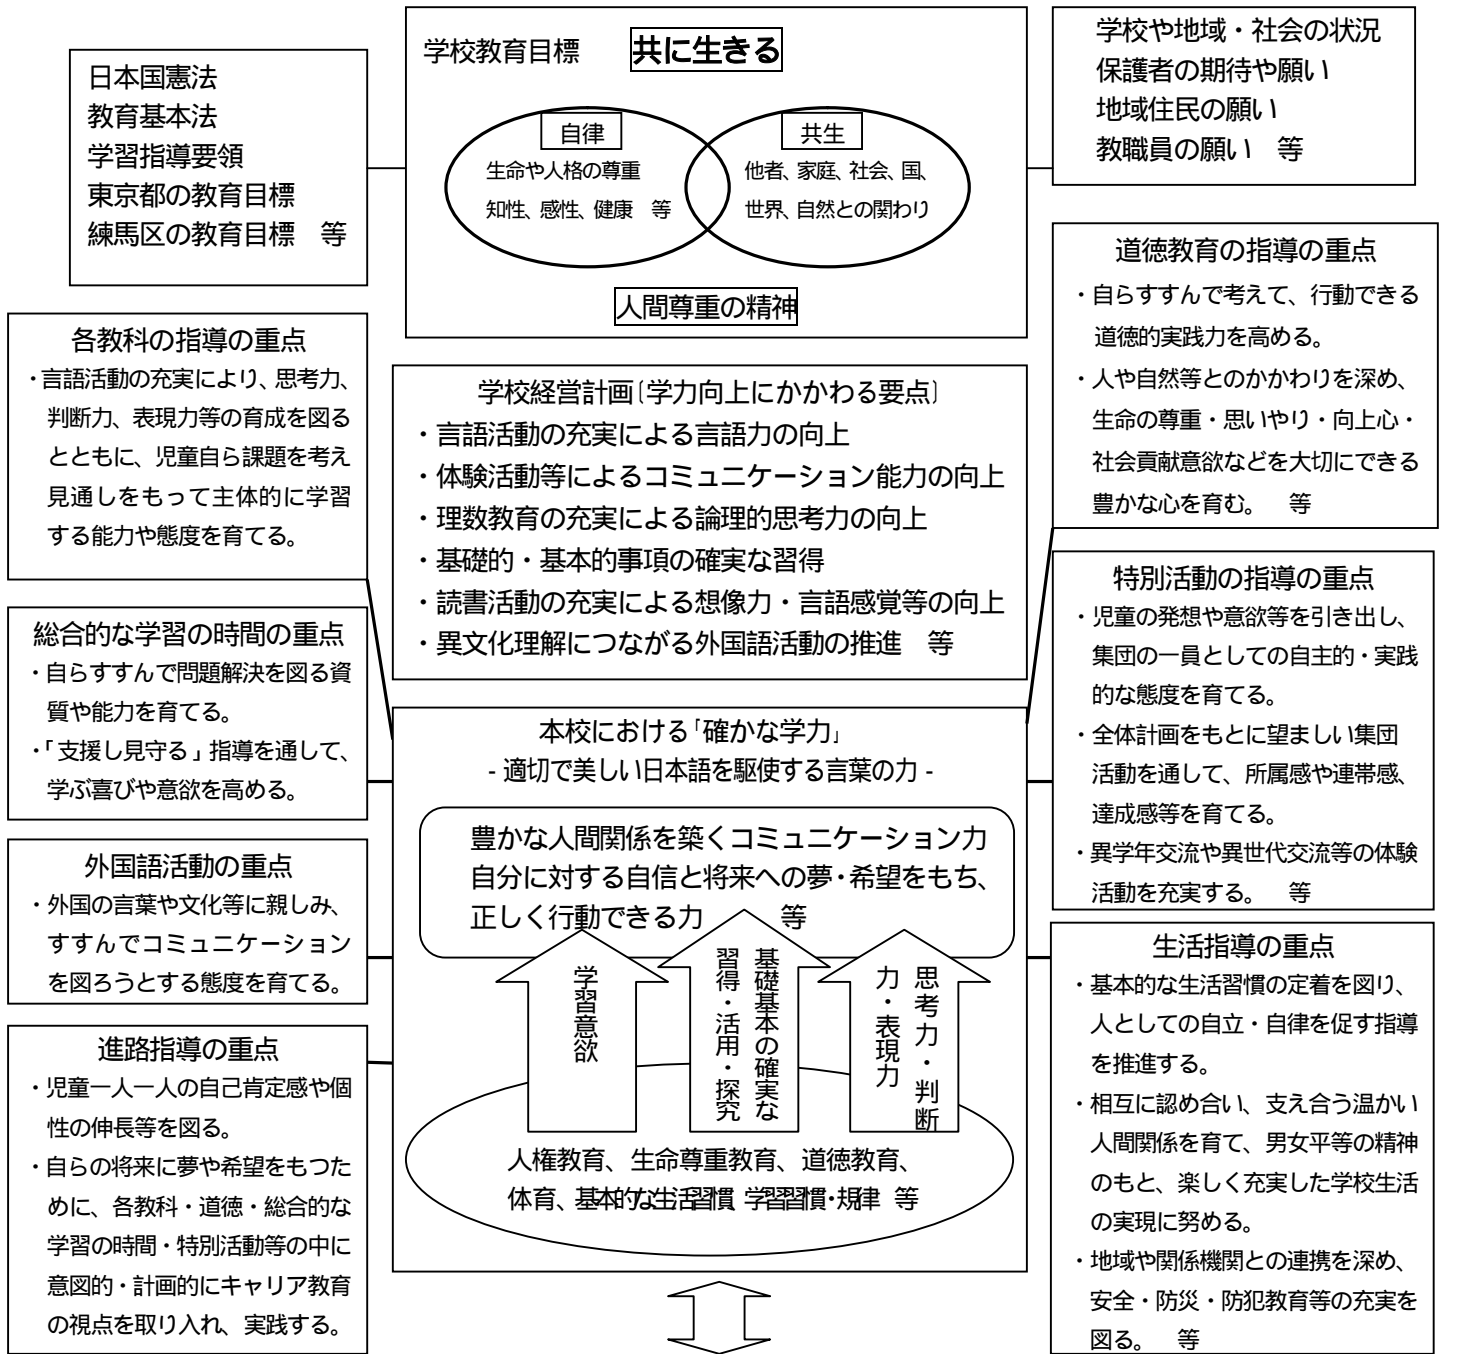 学校教育目標　共に生きる
自律
生命や人格の尊重
知性、感性、健康　等
共生
他者、家庭、社会、国、
世界、自然との関わり
人間尊重の精神
日本国憲法
教育基本法
学習指導要領
東京都の教育目標
練馬区の教育目標　等
学校や地域・社会の状況
保護者の期待や願い
地域住民の願い
教職員の願い　等
各教科の指導の重点
・言語活動の充実により、思考力、
判断力、表現力等の育成を図る
とともに、児童自ら課題を考え
見通しをもって主体的に学習
する能力や態度を育てる。
総合的な学習の時間の重点
・自らすすんで問題解決を図る資
質や能力を育てる。
・「支援し見守る」指導を通して、
学ぶ喜びや意欲を高める。
外国語活動の重点
・外国の言葉や文化等に親しみ、
すすんでコミュニケーション
を図ろうとする態度を育てる。
進路指導の重点
・児童一人一人の自己肯定感や個
性の伸長等を図る。
・自らの将来に夢や希望をもつた
めに、各教科・道徳・総合的な
学習の時間・特別活動等の中に
意図的・計画的にキャリア教育
の視点を取り入れ、実践する。
学校経営計画〔学力向上にかかわる要点〕
・言語活動の充実による言語力の向上
・体験活動等によるコミュニケーション能力の向上
・理数教育の充実による論理的思考力の向上
・基礎的・基本的事項の確実な習得
・読書活動の充実による想像力・言語感覚等の向上
・異文化理解につながる外国語活動の推進　等
本校における「確かな学力」
- 適切で美しい日本語を駆使する言葉の力 -
豊かな人間関係を築くコミュニケーション力
自分に対する自信と将来への夢・希望をもち、
正しく行動できる力　　　等
学習意欲
基礎基本の確実な
習得・活用・探究
思考力・判断
力・表現力
人権教育、生命尊重教育、道徳教育、
体育、基本的な生活習慣、学習習慣・規律 等
道徳教育の指導の重点
・自らすすんで考えて、行動できる
道徳的実践力を高める。
・人や自然等とのかかわりを深め、
生命の尊重・思いやり・向上心・
社会貢献意欲などを大切にできる
豊かな心を育む。　等
特別活動の指導の重点
・児童の発想や意欲等を引き出し、
集団の一員としての自主的・実践
的な態度を育てる。
・全体計画をもとに望ましい集団
活動を通して、所属感や連帯感、
達成感等を育てる。
・異学年交流や異世代交流等の体験
活動を充実する。　等
生活指導の重点
・基本的な生活習慣の定着を図り、
人としての自立・自律を促す指導
を推進する。
・相互に認め合い、支え合う温かい
人間関係を育て、男女平等の精神
のもと、楽しく充実した学校生活
の実現に努める。
・地域や関係機関との連携を深め、
安全・防災・防犯教育等の充実を
図る。　等